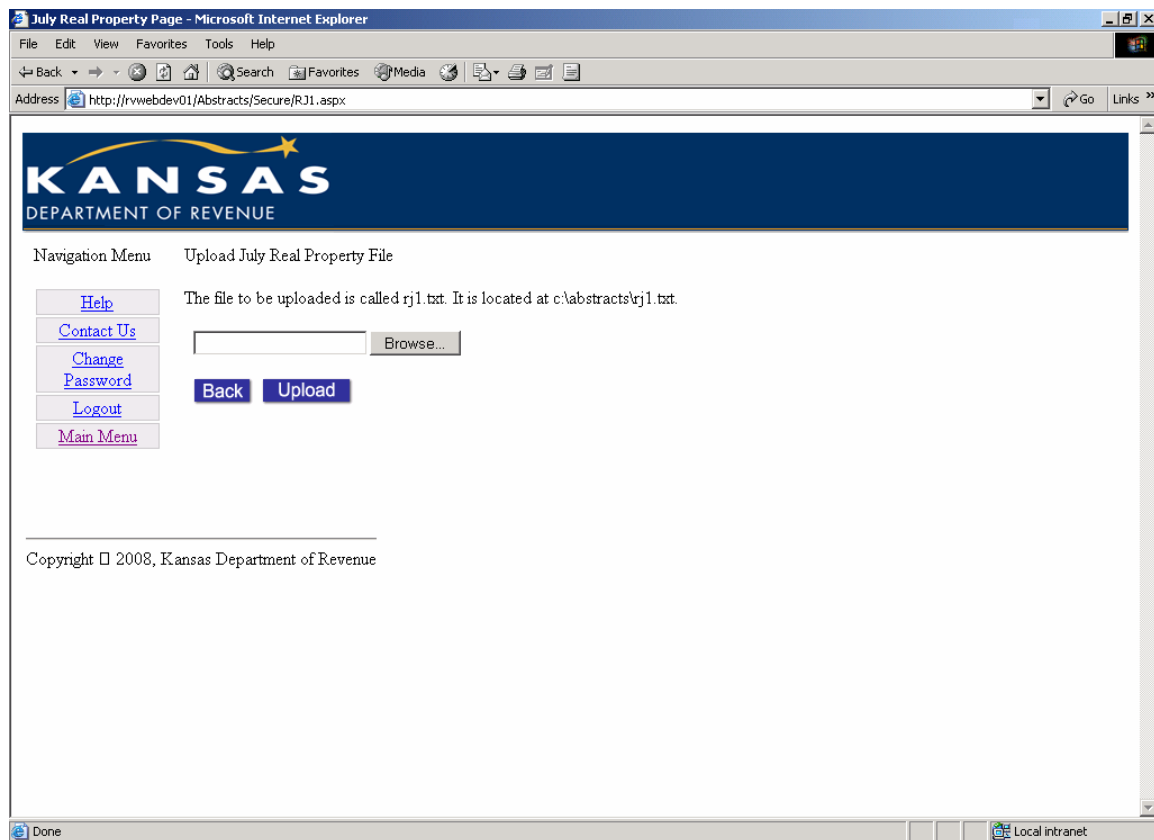 July Real Property Page - Microsoft Internet Explorer
File Edit View Favorites Tools Help
Back Search Favorites Media
Address http://rvwebdev01/Abstracts/Secure/RJ1.aspx Go Links »
KANSAS
DEPARTMENT OF REVENUE
Navigation Menu Upload July Real Property File
Help The file to be uploaded is called rj1.txt. It is located at c:\abstracts\rj1.txt.
Contact Us
Browse...
Change
Password
Back Upload
Logout
Main Menu
Copyright □ 2008, Kansas Department of Revenue
Done Local intranet